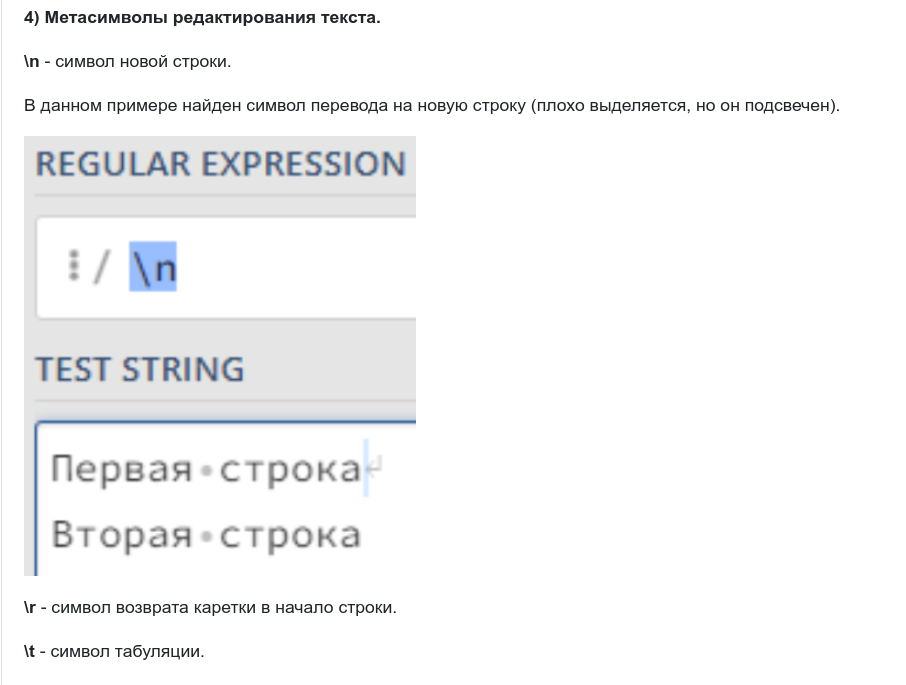 4) Метасимволы редактирования текста.
\n - символ новой строки.
В данном примере найден символ перевода на новую строку (плохо выделяется, но он подсвечен).
REGULAR EXPRESSION
⋮ / \n
TEST STRING
Первая•строка↵
Вторая•строка
\r - символ возврата каретки в начало строки.
\t - символ табуляции.